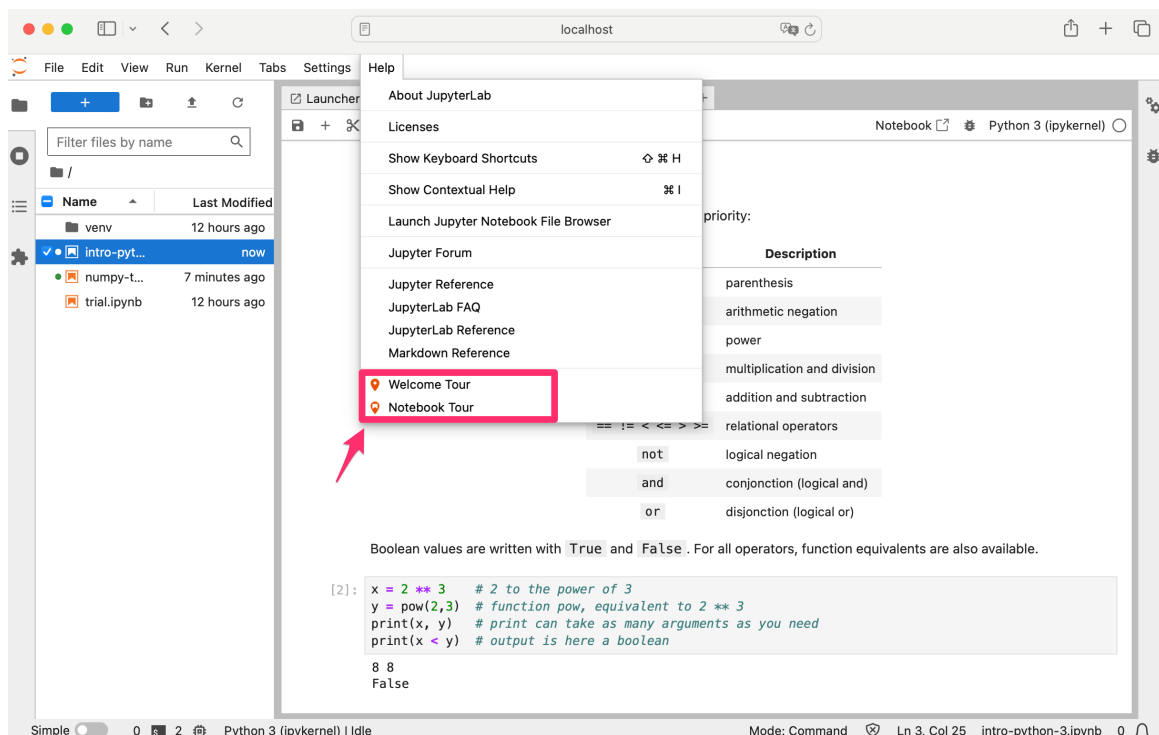 localhost
File Edit View Run Kernel Tabs Settings Help
Filter files by name
/
Name Last Modified
venv 12 hours ago
intro-pyt... now
numpy-t... 7 minutes ago
trial.ipynb 12 hours ago
Launcher
Notebook Python 3 (ipykernel)
About JupyterLab
Licenses
Show Keyboard Shortcuts ⇧ ⌘ H
Show Contextual Help ⌘ I
Launch Jupyter Notebook File Browser
Jupyter Forum
Jupyter Reference
JupyterLab FAQ
JupyterLab Reference
Markdown Reference
Welcome Tour
Notebook Tour
priority:
Description
parenthesis
arithmetic negation
power
multiplication and division
addition and subtraction
== != < <= > >= relational operators
not logical negation
and conjonction (logical and)
or disjonction (logical or)
Boolean values are written with True and False . For all operators, function equivalents are also available.
[2]: x = 2 ** 3 # 2 to the power of 3
y = pow(2,3) # function pow, equivalent to 2 ** 3
print(x, y) # print can take as many arguments as you need
print(x < y) # output is here a boolean
8 8
False
Simple 0 2 Python 3 (ipykernel) | Idle Mode: Command Ln 3, Col 25 intro-python-3.ipynb 0